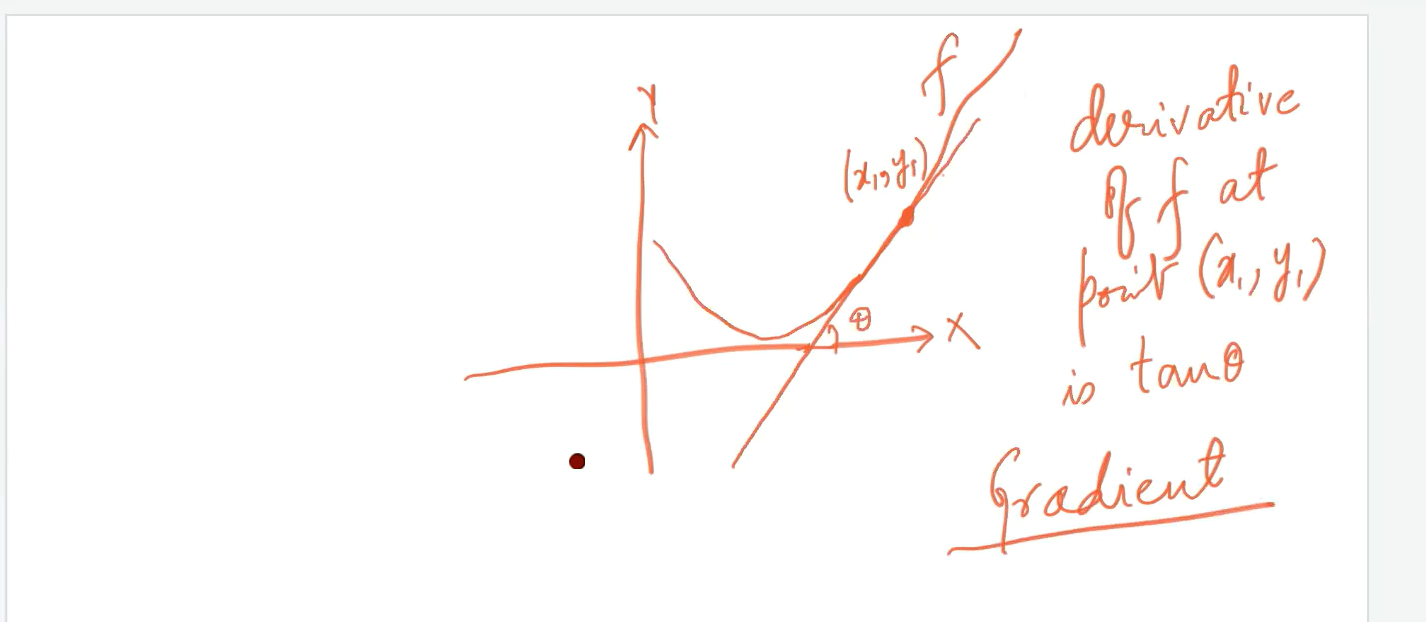 Y
f
(x₁, y₁)
θ
X
derivative
of f at
point (x₁, y₁)
is tanθ
Gradient